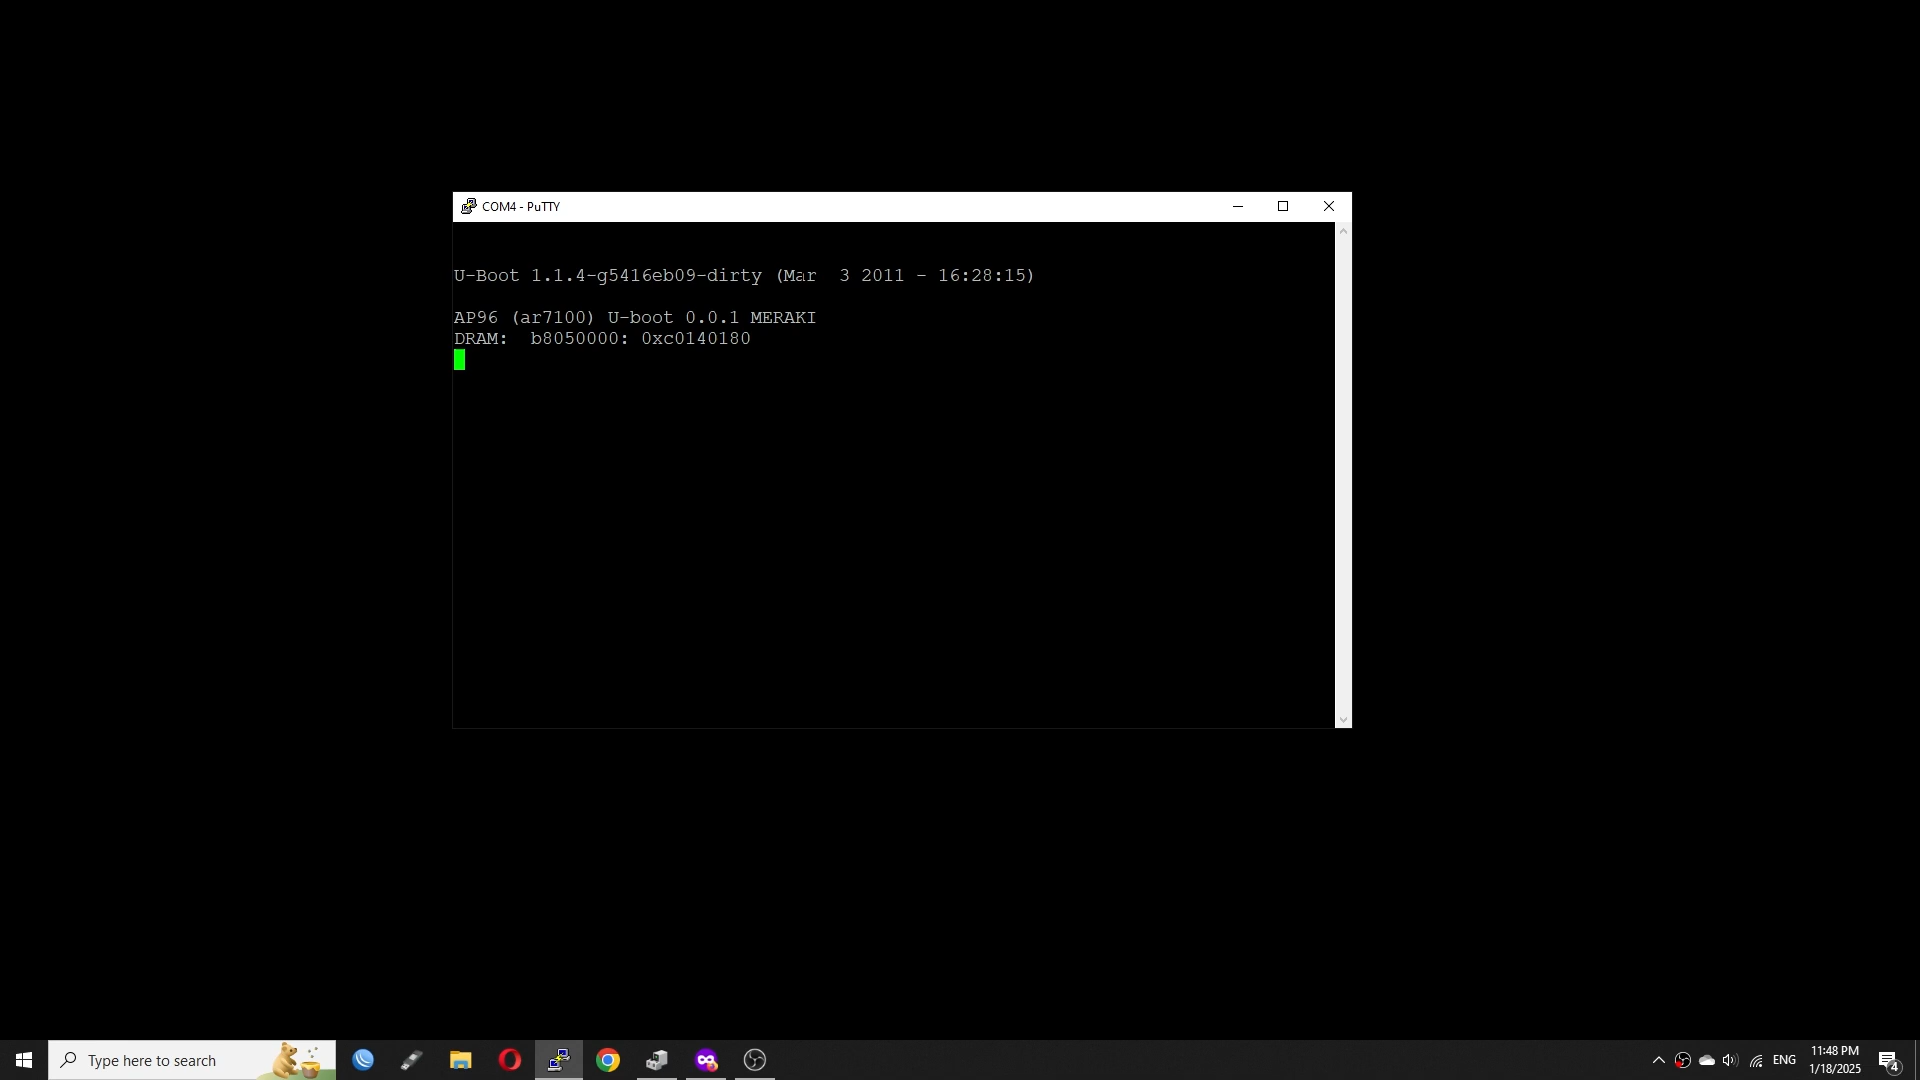 COM4 - PuTTY
U-Boot 1.1.4-g5416eb09-dirty (Mar  3 2011 - 16:28:15)
AP96 (ar7100) U-boot 0.0.1 MERAKI
DRAM:  b8050000: 0xc0140180
Type here to search
ENG
11:48 PM
1/18/2025
4